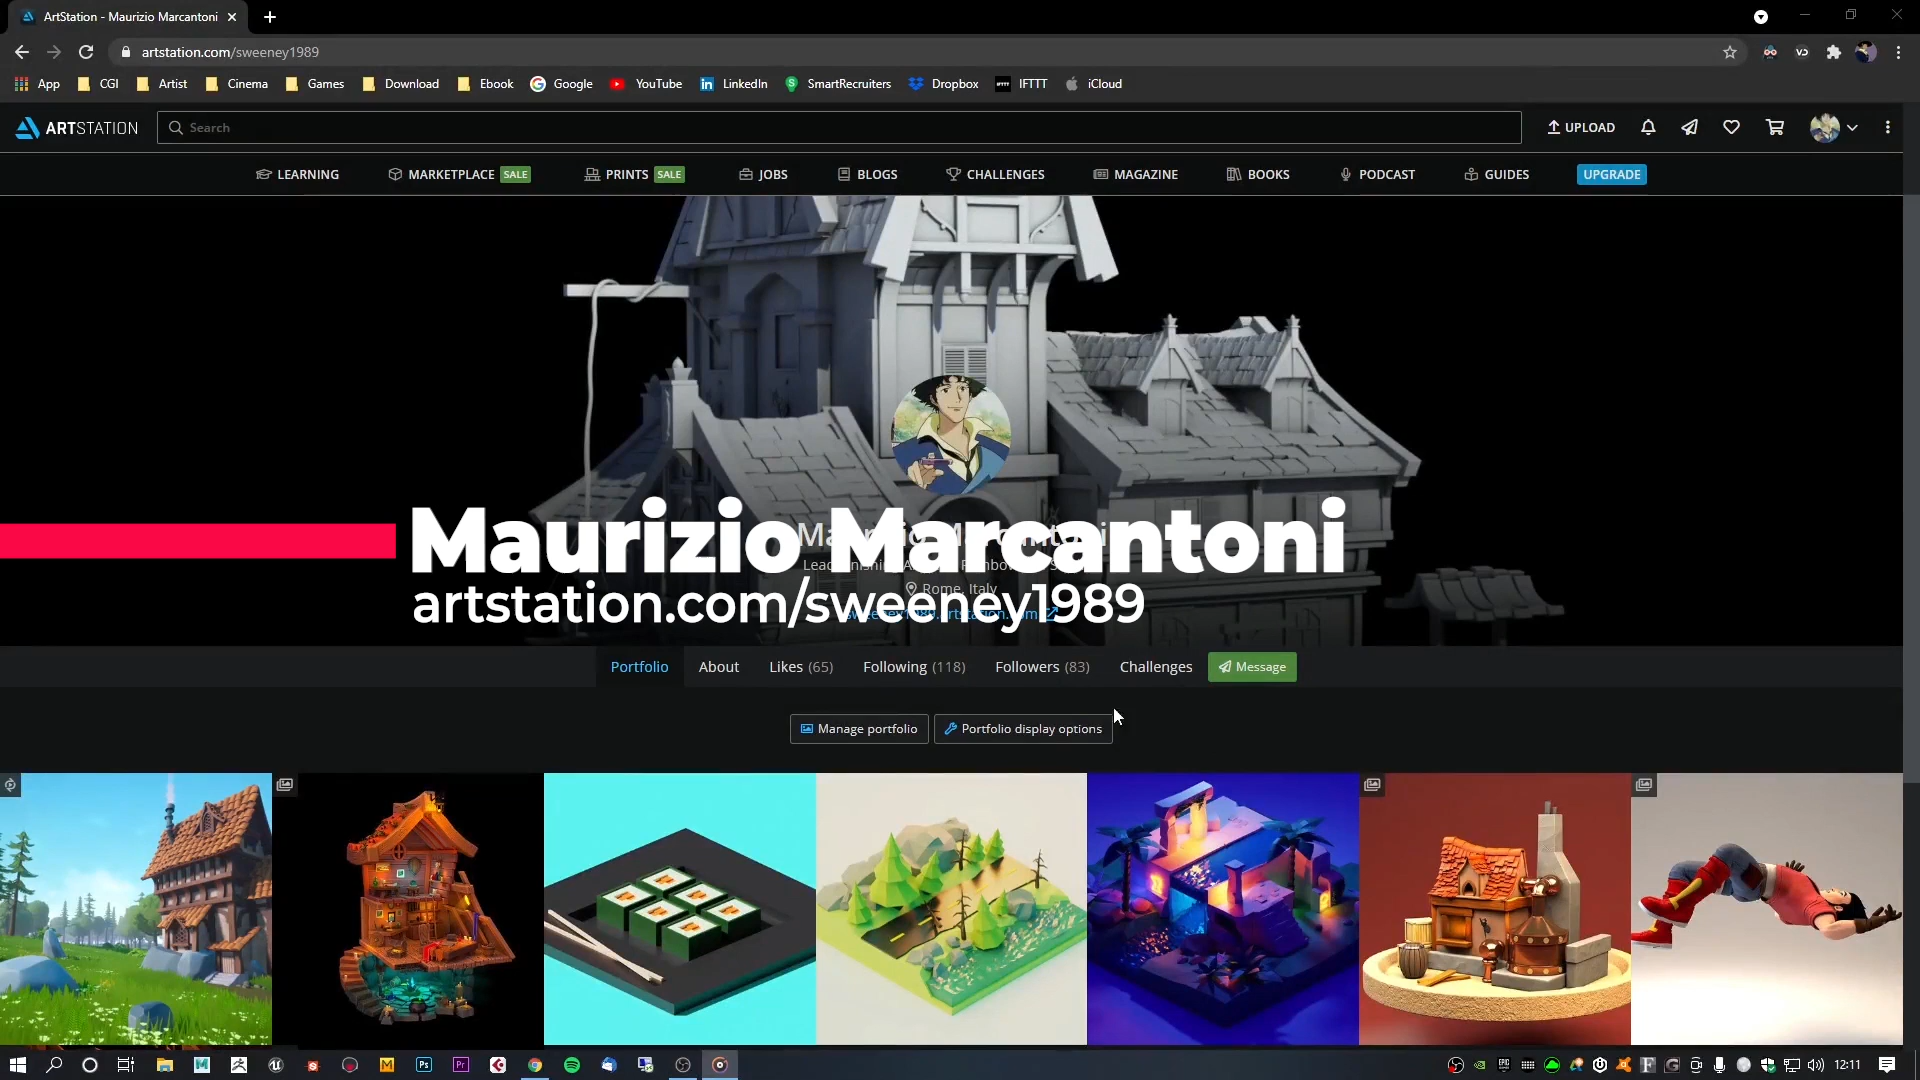 ArtStation - Maurizio Marcantoni
artstation.com/sweeney1989
App CGI Artist Cinema Games Download Ebook Google YouTube LinkedIn SmartRecruiters Dropbox IFTTT iCloud
ARTSTATION Search UPLOAD
LEARNING MARKETPLACE SALE PRINTS SALE JOBS BLOGS CHALLENGES MAGAZINE BOOKS PODCAST GUIDES UPGRADE
Maurizio Marcantoni
Rome, Italy
artstation.com/sweeney1989
Portfolio About Likes (65) Following (118) Followers (83) Challenges Message
Manage portfolio Portfolio display options
12:11